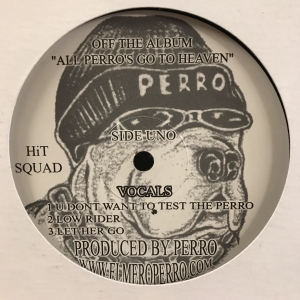 OFF THE ALBUM
"ALL PERRO'S GO TO HEAVEN"
PERRO
SIDE UNO
HiT
SQUAD
VOCALS
1.U DONT WANT TO TEST THE PERRO
2.LOW RIDER
3.LET HER GO
PRODUCED BY PERRO
WWW.ELMEROPERRO.COM